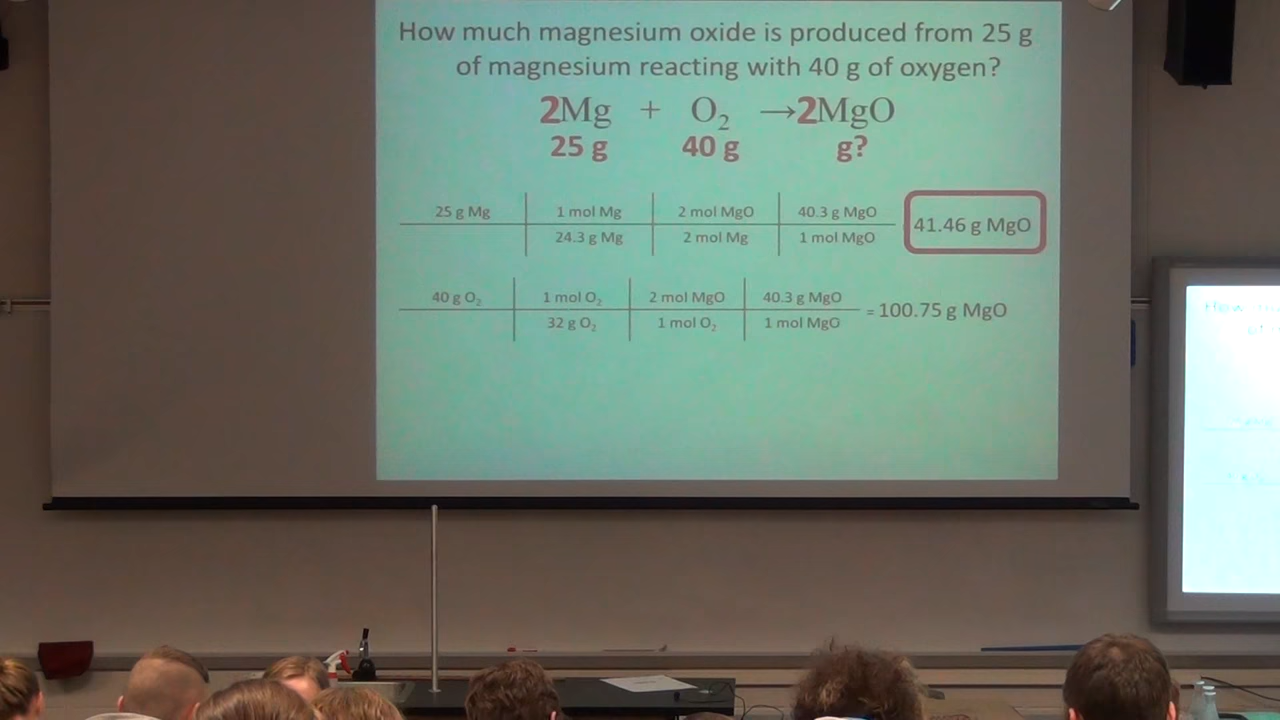 How much magnesium oxide is produced from 25 g
of magnesium reacting with 40 g of oxygen?
2Mg + O₂ →2MgO
25 g 40 g g?
25 g Mg 1 mol Mg 2 mol MgO 40.3 g MgO
24.3 g Mg 2 mol Mg 1 mol MgO
41.46 g MgO
40 g O₂ 1 mol O₂ 2 mol MgO 40.3 g MgO
32 g O₂ 1 mol O₂ 1 mol MgO
= 100.75 g MgO